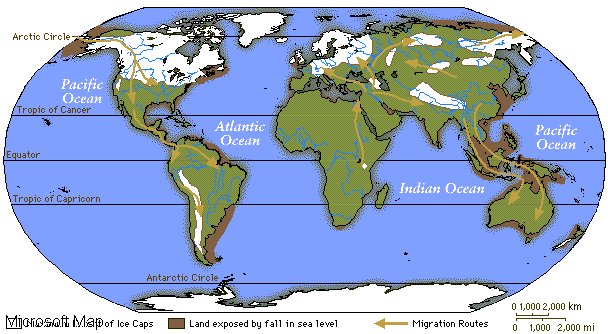 Arctic Circle
Pacific
Ocean
Tropic of Cancer
Atlantic
Ocean
Pacific
Ocean
Equator
Indian Ocean
Tropic of Capricorn
Antarctic Circle
Microsoft Map
of Ice Caps
Land exposed by fall in sea level
Migration Routes
0 1,000 2,000 km
0 1,000 2,000 mi